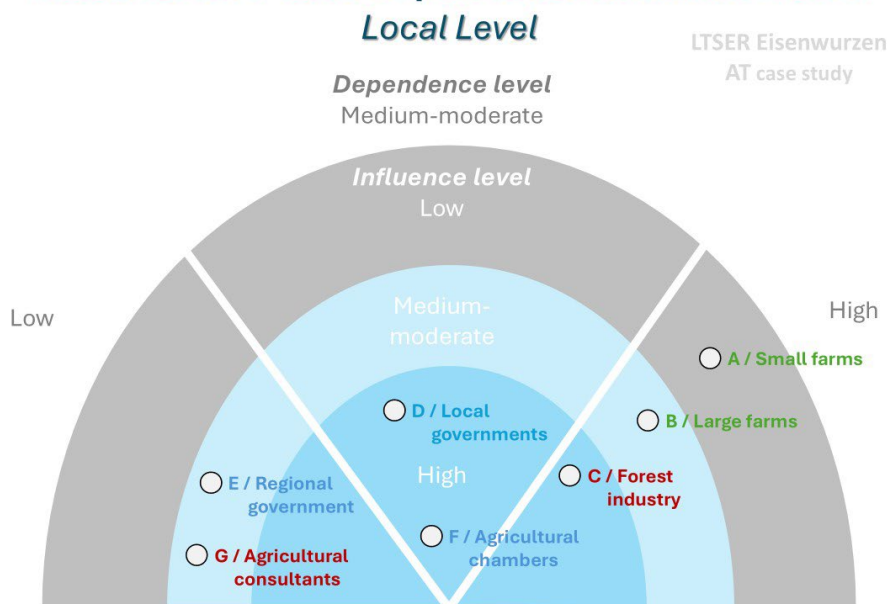 Local Level
LTSER Eisenwurzen
AT case study
Dependence level
Medium-moderate
Influence level
Low
Low
High
Medium-
moderate
A / Small farms
B / Large farms
D / Local
governments
High
C / Forest
industry
E / Regional
government
F / Agricultural
chambers
G / Agricultural
consultants